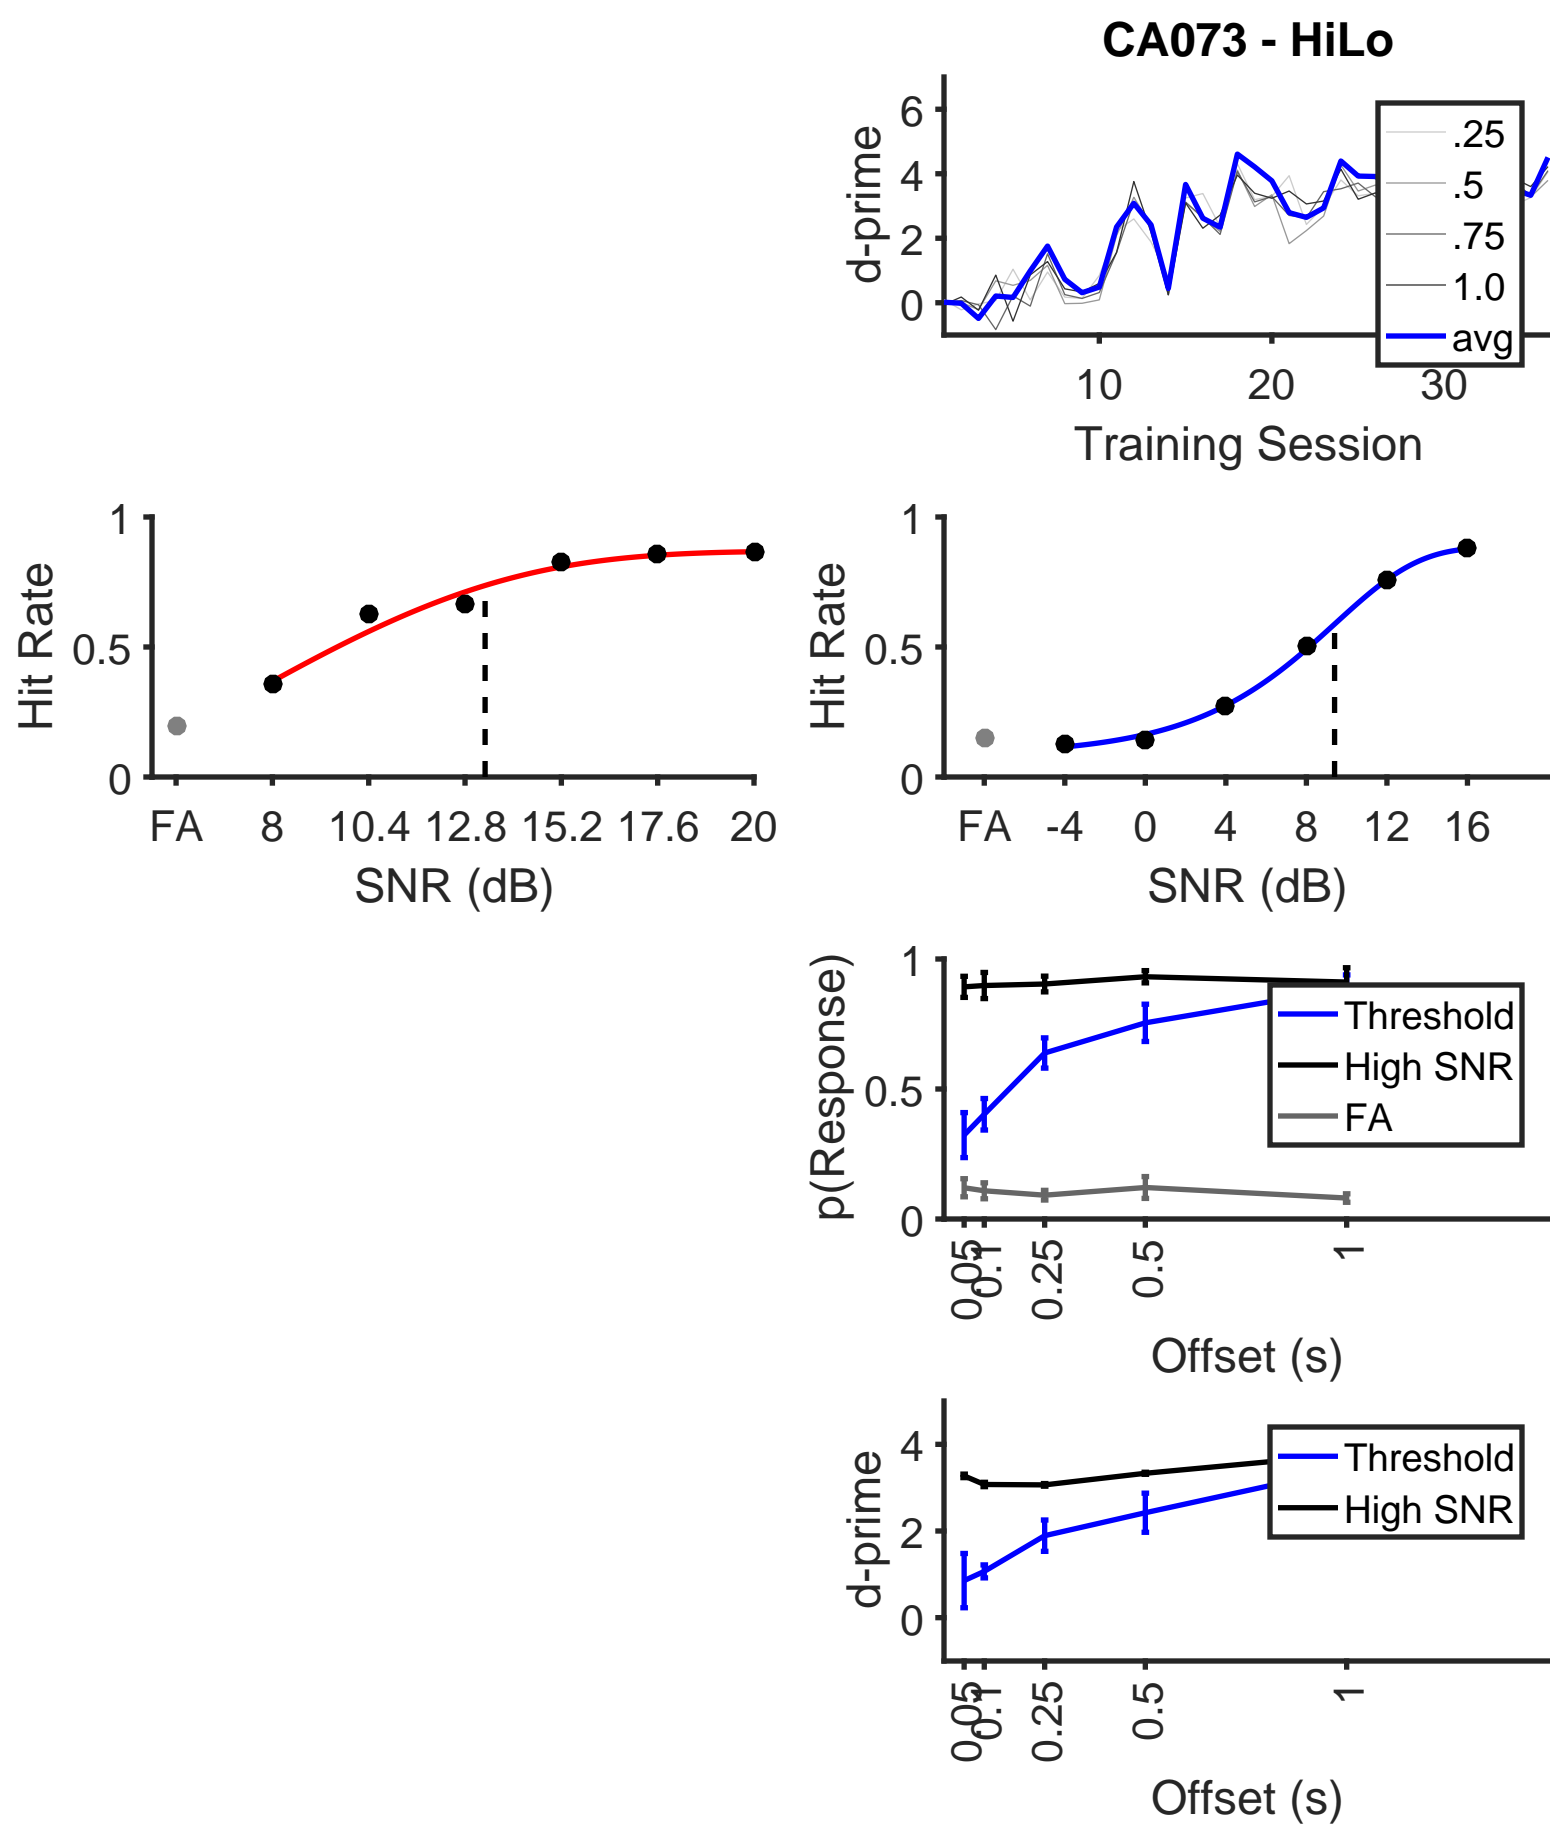 CA073 - HiLo
d-prime
6
4
2
0
.25
.5
.75
1.0
avg
10 20 30
Training Session
Hit Rate
1
0.5
0
FA 8 10.4 12.8 15.2 17.6 20
SNR (dB)
Hit Rate
1
0.5
0
FA -4 0 4 8 12 16
SNR (dB)
p(Response)
1
0.5
0
Threshold
High SNR
FA
0.05 0.1 0.25 0.5 1
Offset (s)
d-prime
4
2
0
Threshold
High SNR
0.05 0.1 0.25 0.5 1
Offset (s)